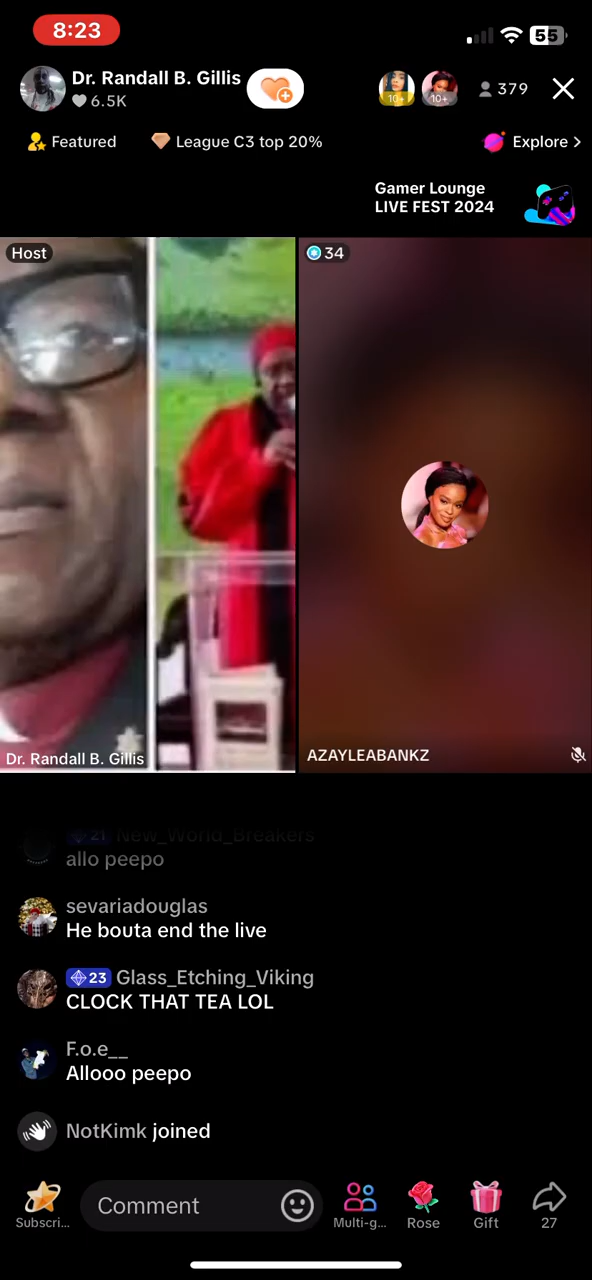 8:23
55
Dr. Randall B. Gillis
6.5K
10+
10+
379
Featured
League C3 top 20%
Explore >
Gamer Lounge
LIVE FEST 2024
Host
34
Dr. Randall B. Gillis
AZAYLEABANKZ
21 New_World_Breakers
allo peepo
sevariadouglas
He bouta end the live
23 Glass_Etching_Viking
CLOCK THAT TEA LOL
F.o.e__
Allooo peepo
NotKimk joined
Comment
Subscri...
Multi-g...
Rose
Gift
27